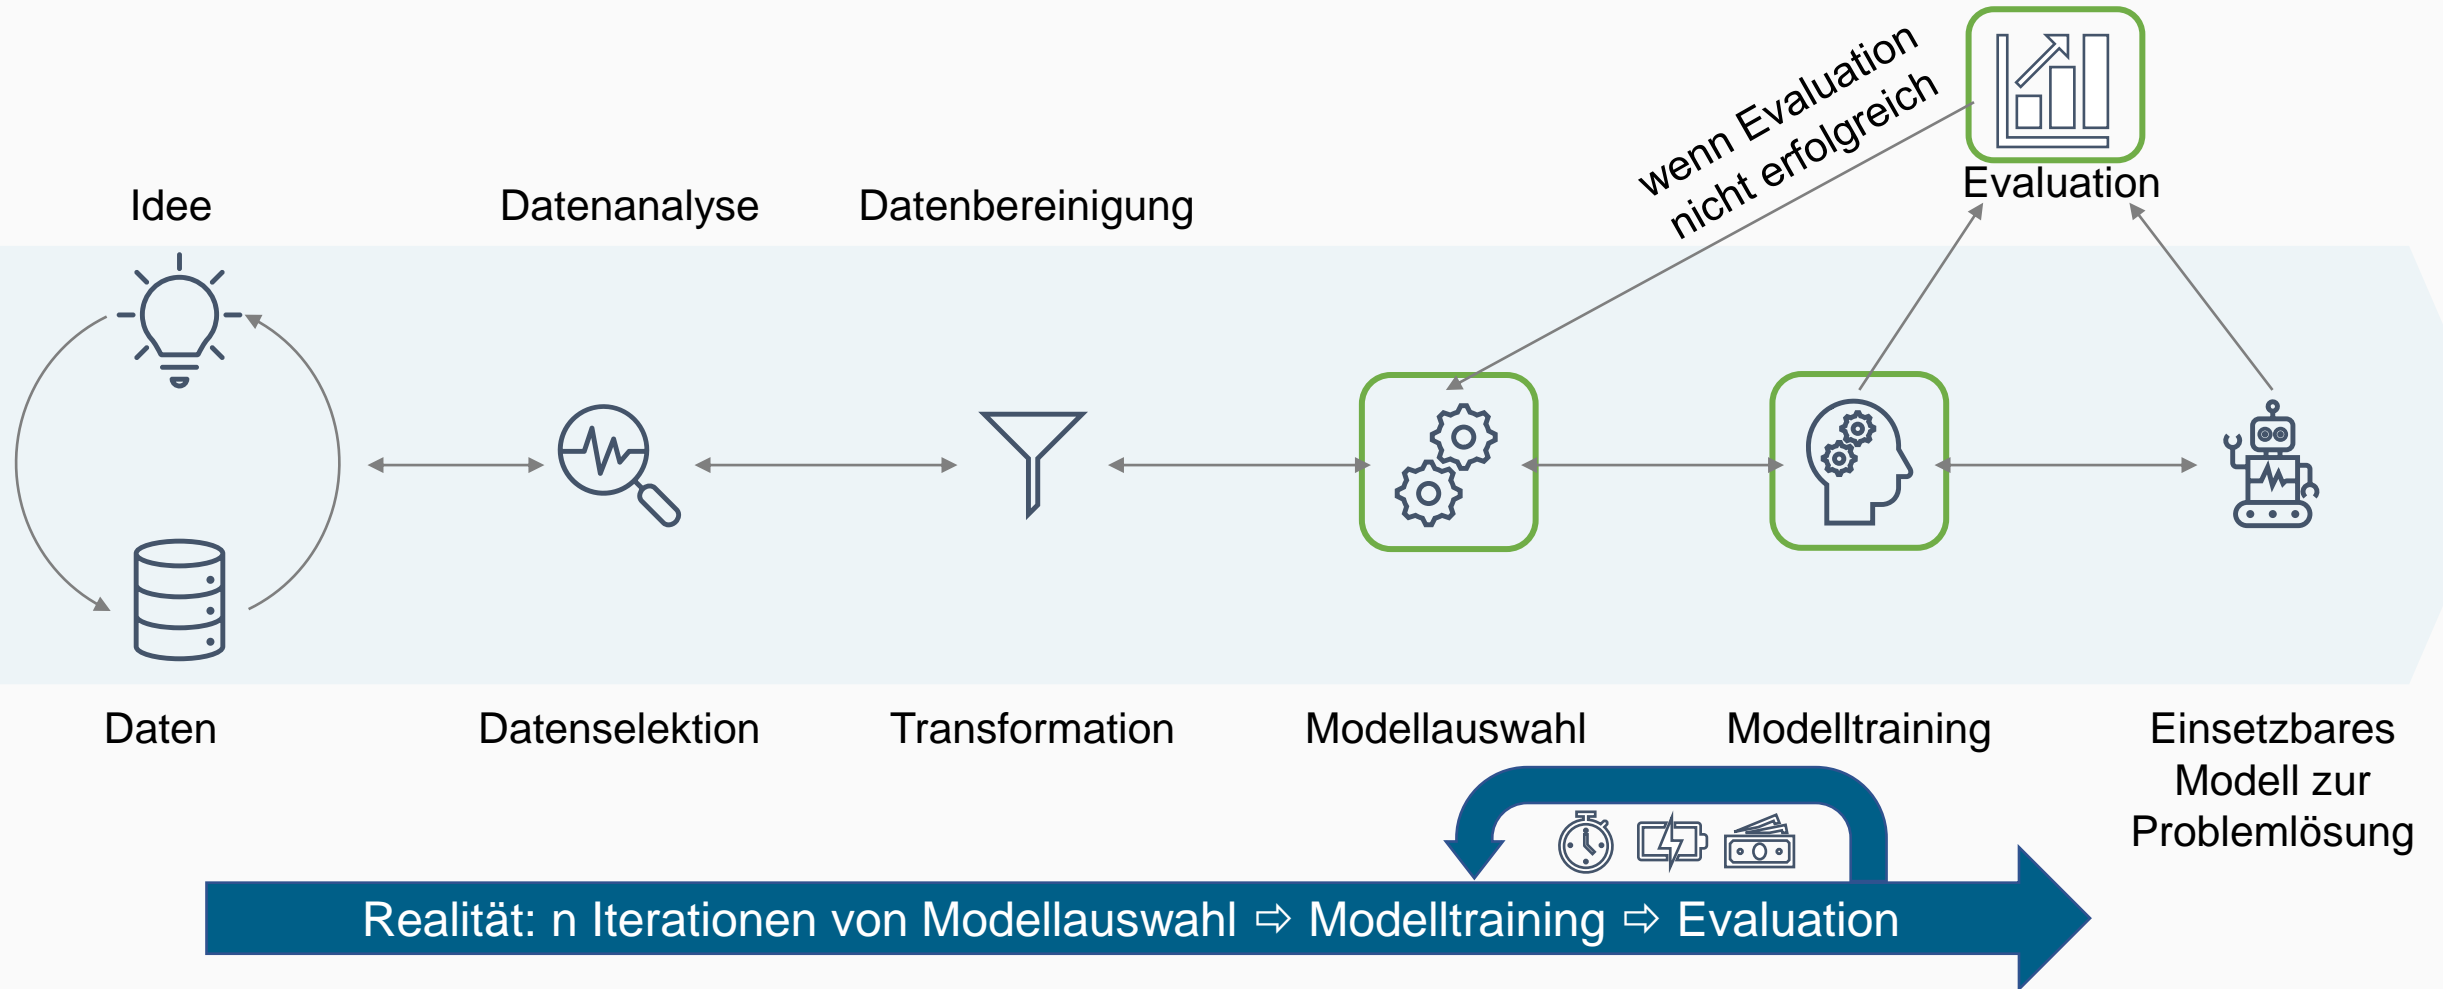 wenn Evaluation
nicht erfolgreich
Evaluation
Idee
Datenanalyse
Datenbereinigung
Daten
Datenselektion
Transformation
Modellauswahl
Modelltraining
Einsetzbares
Modell zur
Problemlösung
Realität: n Iterationen von Modellauswahl ⇨ Modelltraining ⇨ Evaluation